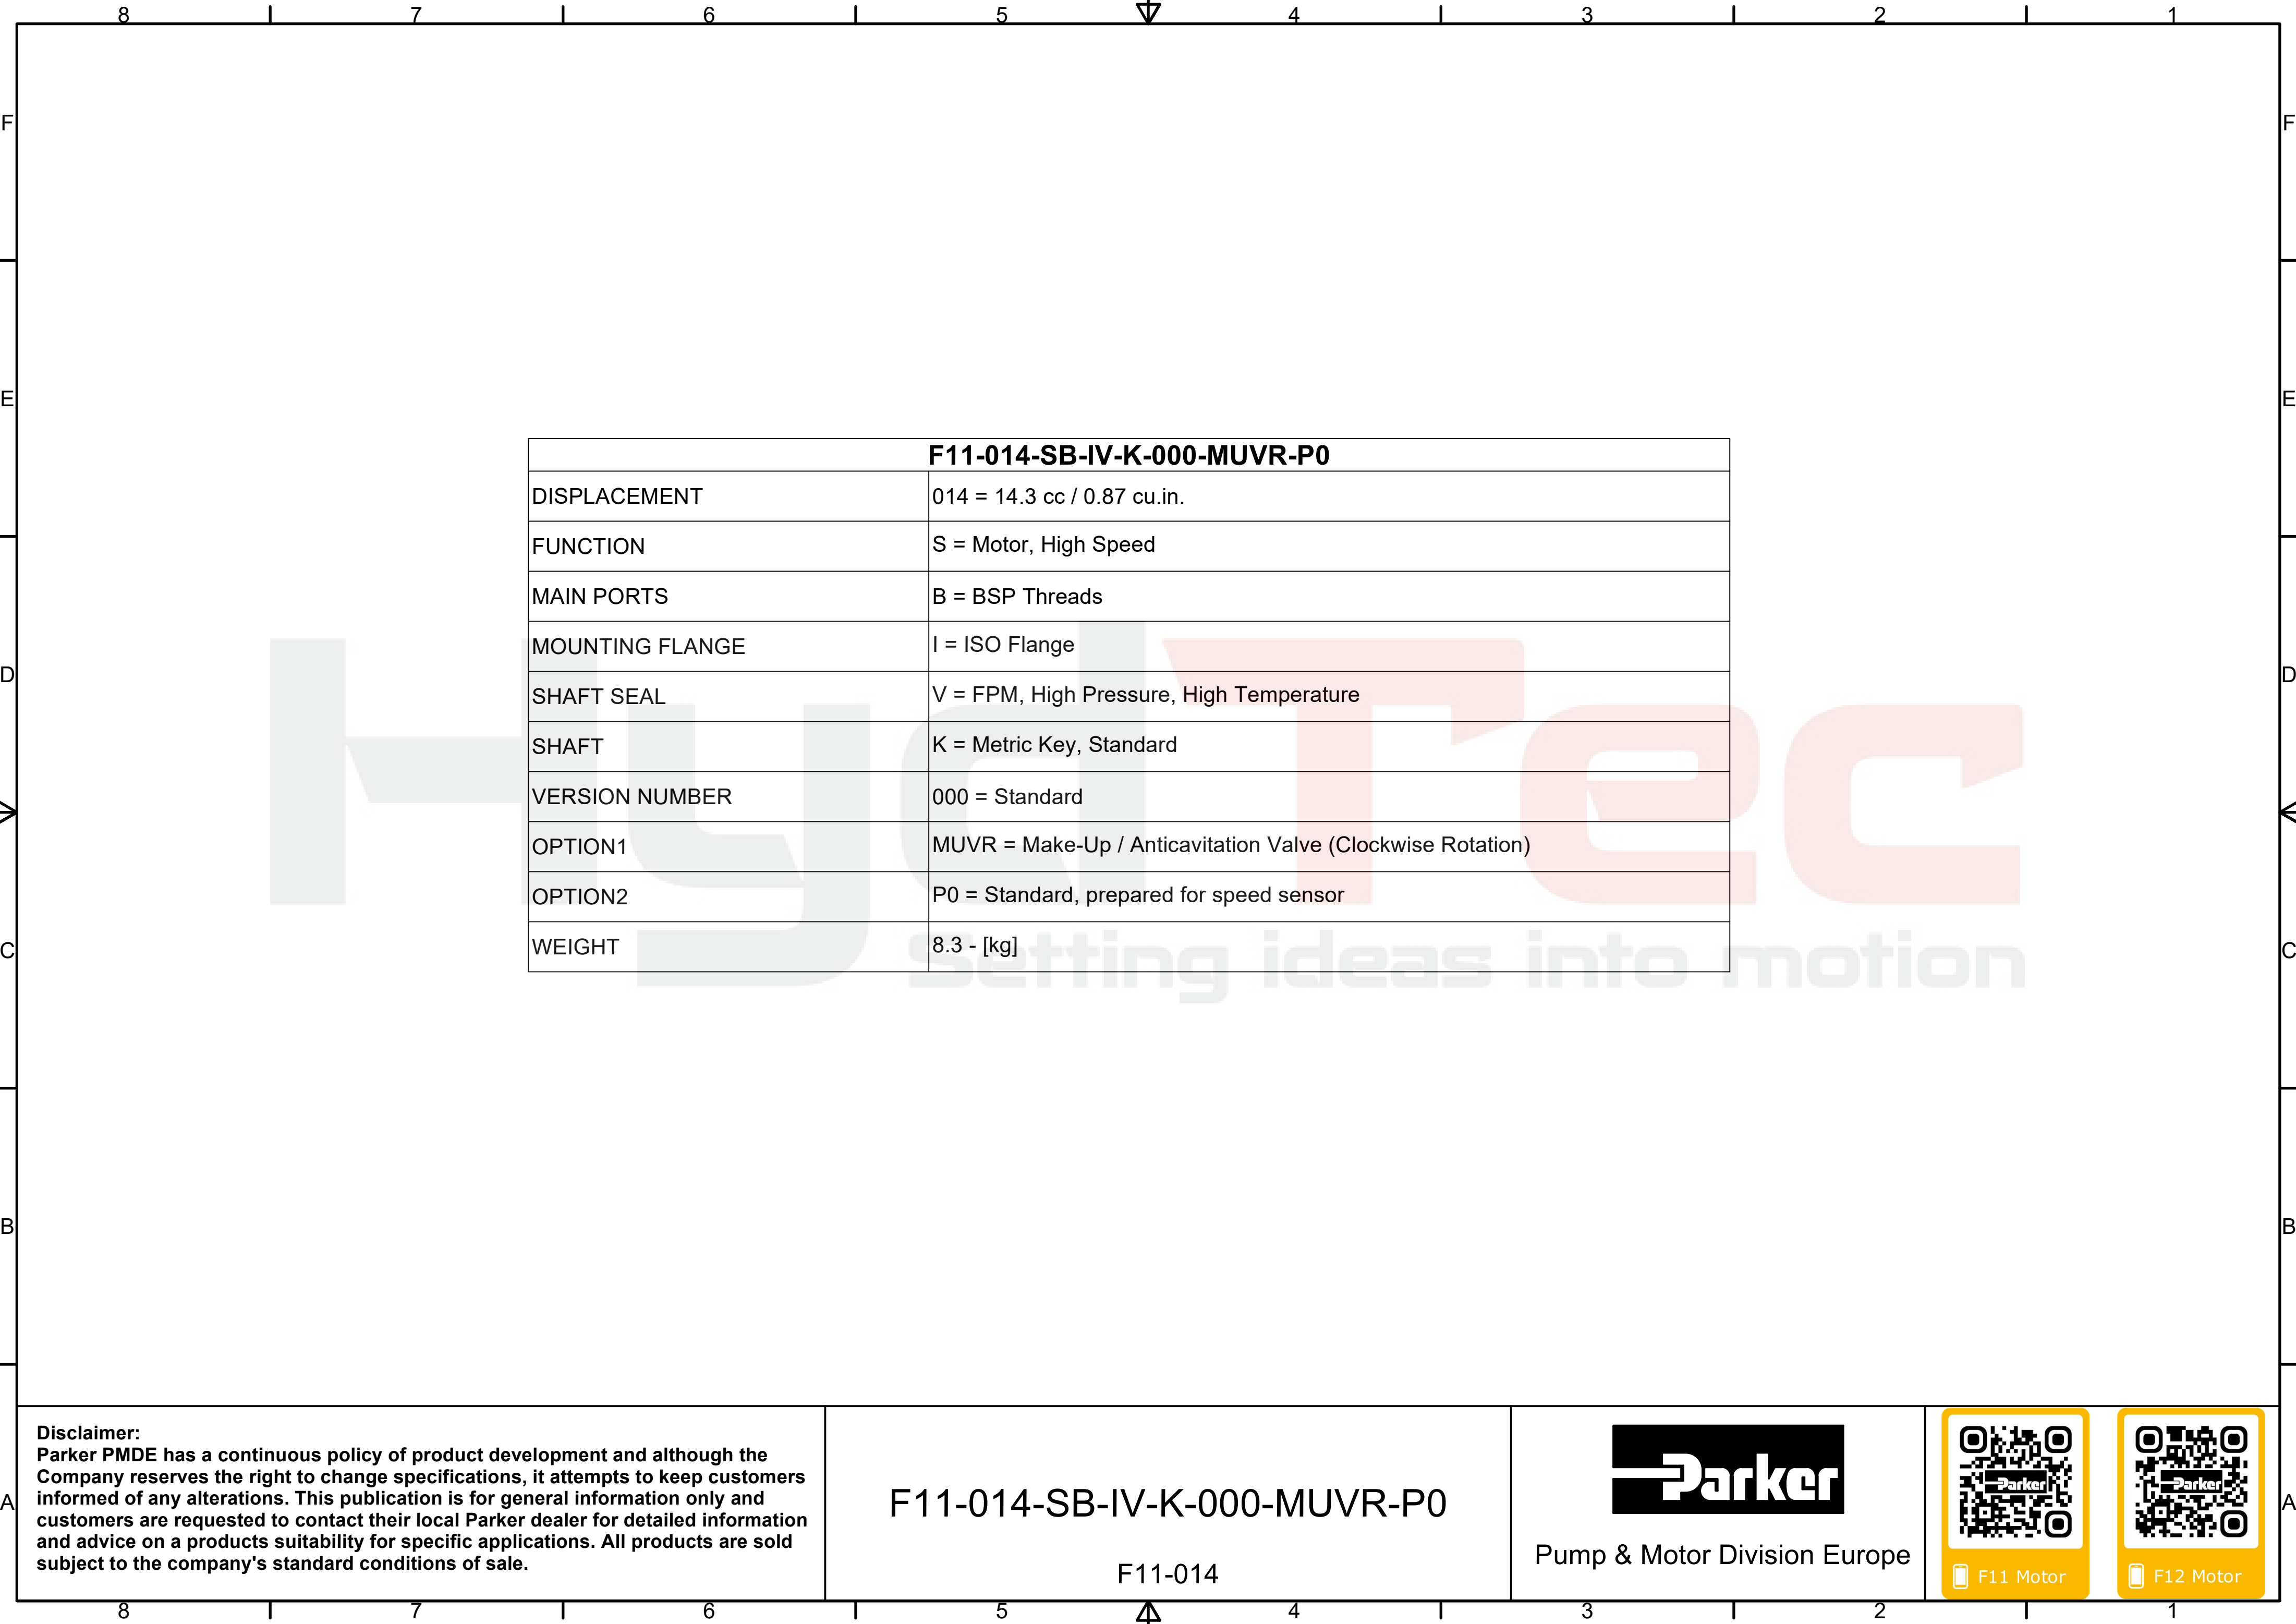 8 7 6 5 4 3 2 1
F F
E E
D D
C C
B B
A A
F11-014-SB-IV-K-000-MUVR-P0
DISPLACEMENT 014 = 14.3 cc / 0.87 cu.in.
FUNCTION S = Motor, High Speed
MAIN PORTS B = BSP Threads
MOUNTING FLANGE I = ISO Flange
SHAFT SEAL V = FPM, High Pressure, High Temperature
SHAFT K = Metric Key, Standard
VERSION NUMBER 000 = Standard
OPTION1 MUVR = Make-Up / Anticavitation Valve (Clockwise Rotation)
OPTION2 P0 = Standard, prepared for speed sensor
WEIGHT 8.3 - [kg]
HydTec
Setting ideas into motion
Disclaimer:
Parker PMDE has a continuous policy of product development and although the
Company reserves the right to change specifications, it attempts to keep customers
informed of any alterations. This publication is for general information only and
customers are requested to contact their local Parker dealer for detailed information
and advice on a products suitability for specific applications. All products are sold
subject to the company's standard conditions of sale.
F11-014-SB-IV-K-000-MUVR-P0
F11-014
Parker
Pump & Motor Division Europe
Parker
F11 Motor
Parker
F12 Motor
8 7 6 5 4 3 2 1